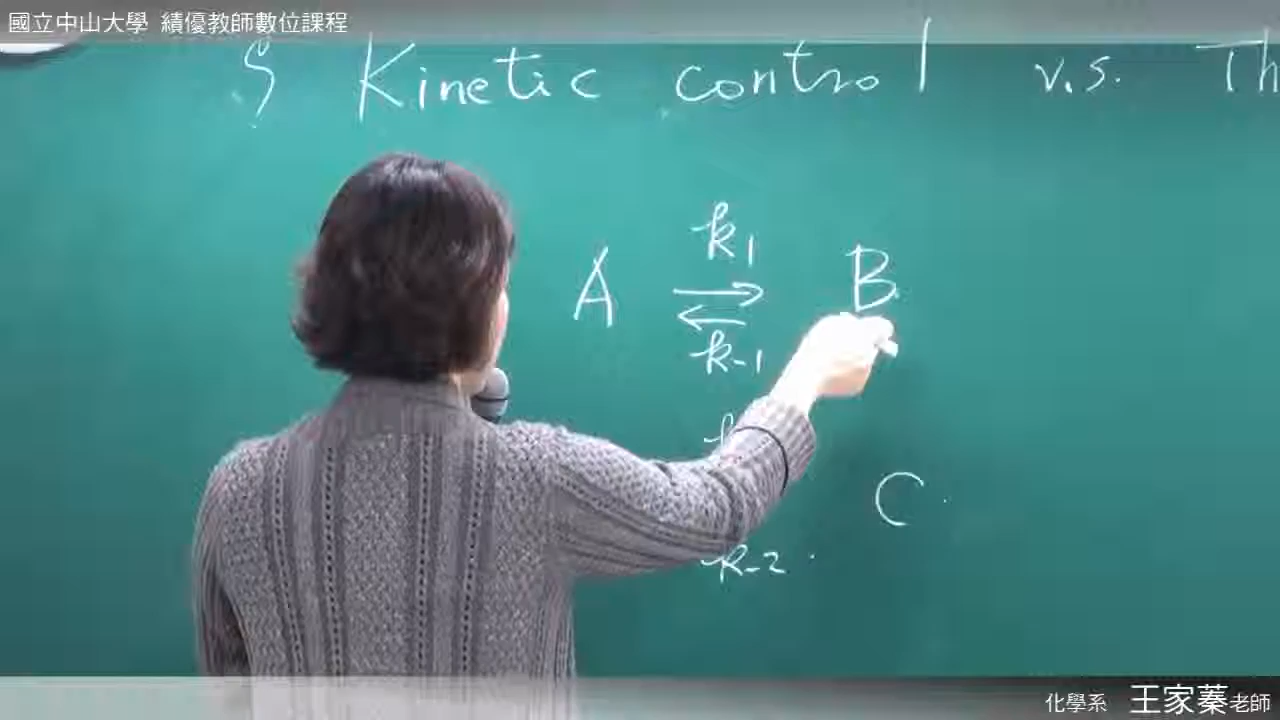 國立中山大學 績優教師數位課程
§ Kinetic control v.s. Th
k1
A ⇌ B
k-1
C
k-2
化學系 王家蓁老師